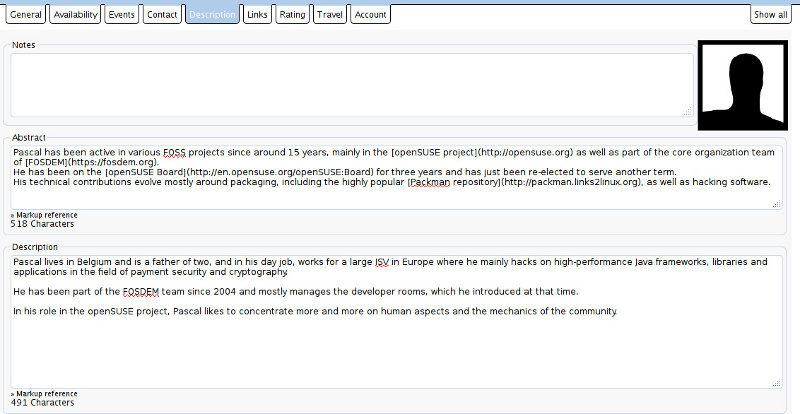 General Availability Events Contact Description Links Rating Travel Account Show all
Notes
Abstract
Pascal has been active in various FOSS projects since around 15 years, mainly in the [openSUSE project](http://opensuse.org) as well as part of the core organization team
of [FOSDEM](https://fosdem.org).
He has been on the [openSUSE Board](http://en.opensuse.org/openSUSE:Board) for three years and has just been re-elected to serve another term.
His technical contributions evolve mostly around packaging, including the highly popular [Packman repository](http://packman.links2linux.org), as well as hacking software.
» Markup reference
518 Characters
Description
Pascal lives in Belgium and is a father of two, and in his day job, works for a large ISV in Europe where he mainly hacks on high-performance Java frameworks, libraries and
applications in the field of payment security and cryptography.
He has been part of the FOSDEM team since 2004 and mostly manages the developer rooms, which he introduced at that time.
In his role in the openSUSE project, Pascal likes to concentrate more and more on human aspects and the mechanics of the community.
» Markup reference
491 Characters